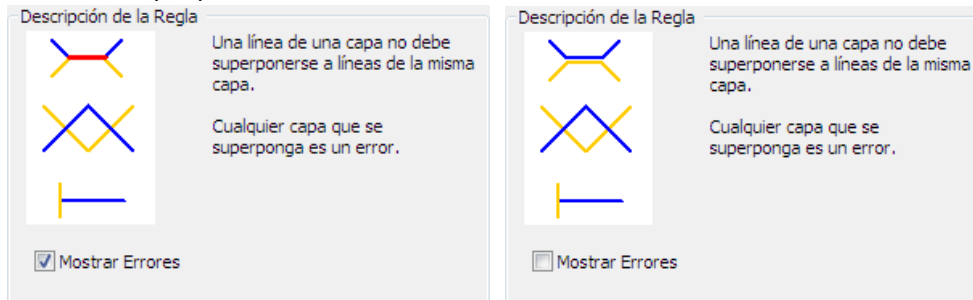 Descripción de la Regla
Una línea de una capa no debe
superponerse a líneas de la misma
capa.
Cualquier capa que se
superponga es un error.
Mostrar Errores
Descripción de la Regla
Una línea de una capa no debe
superponerse a líneas de la misma
capa.
Cualquier capa que se
superponga es un error.
Mostrar Errores